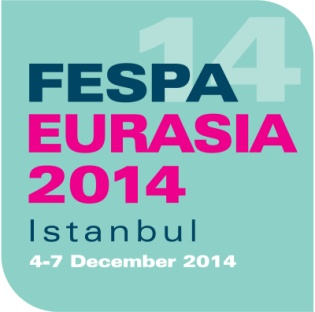 14
FESPA
EURASIA
2014
Istanbul
4-7 December 2014